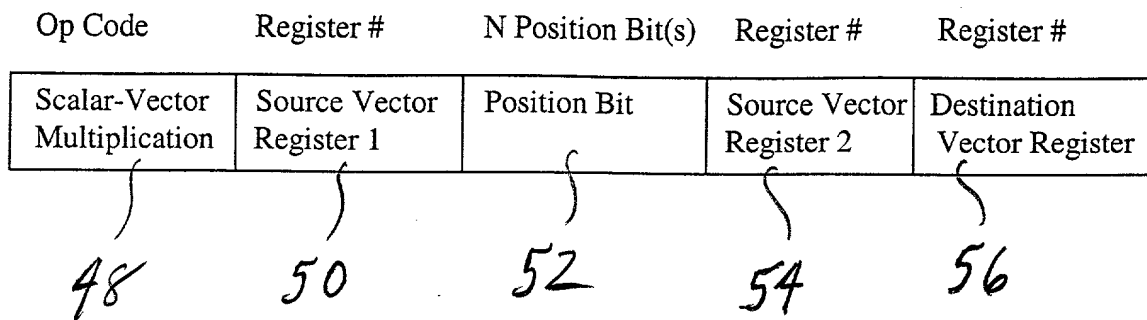 Op Code Register # N Position Bit(s) Register # Register #
Scalar-Vector Source Vector Position Bit Source Vector Destination
Multiplication Register 1 Register 2 Vector Register
48 50 52 54 56